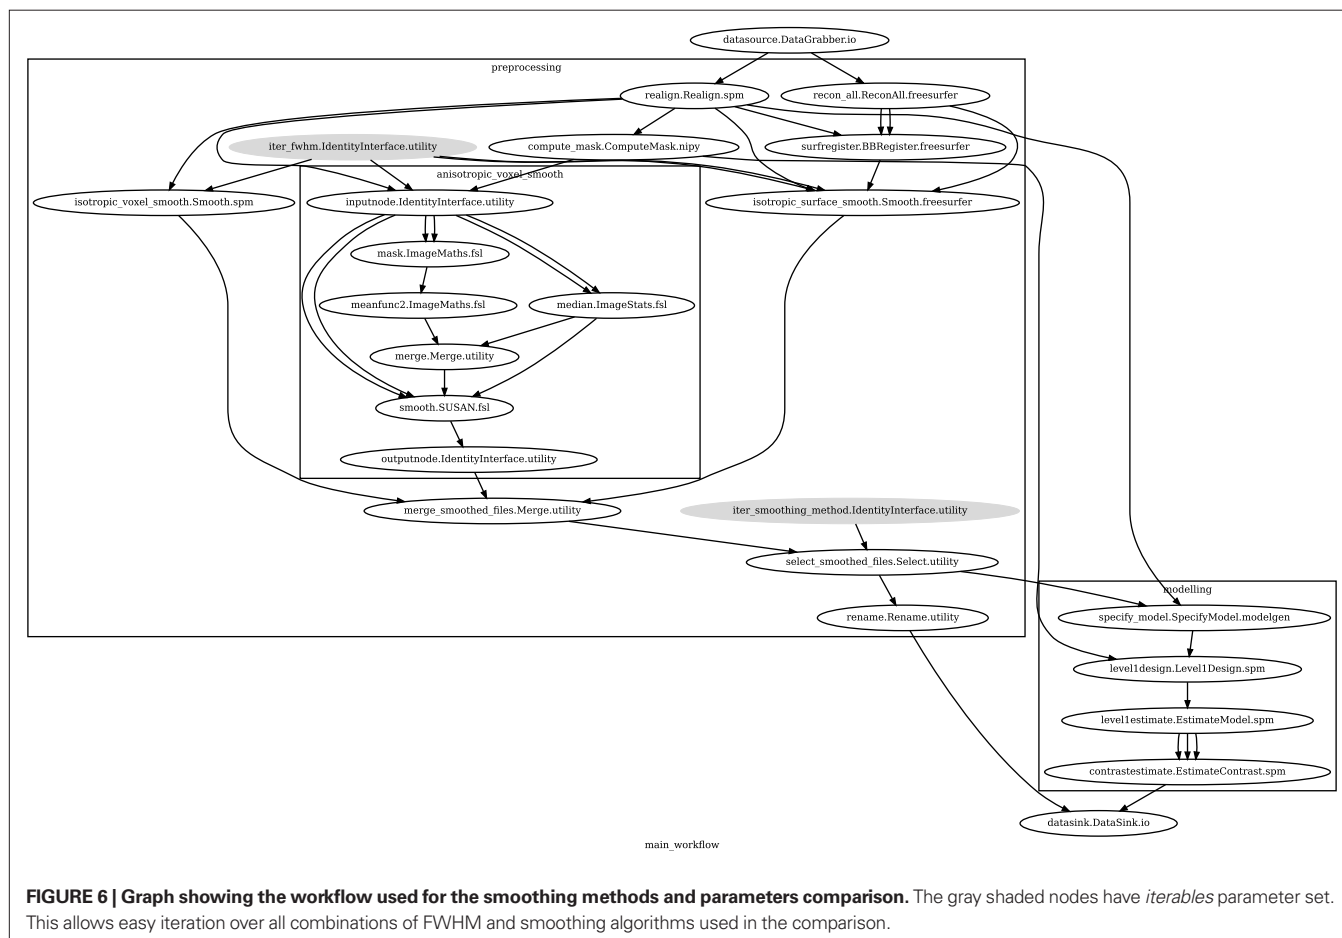 datasource.DataGrabber.io
preprocessing
realign.Realign.spm
recon_all.ReconAll.freesurfer
iter_fwhm.IdentityInterface.utility
compute_mask.ComputeMask.nipy
surfregister.BBRegister.freesurfer
anisotropic_voxel_smooth
isotropic_voxel_smooth.Smooth.spm
inputnode.IdentityInterface.utility
isotropic_surface_smooth.Smooth.freesurfer
mask.ImageMaths.fsl
meanfunc2.ImageMaths.fsl
median.ImageStats.fsl
merge.Merge.utility
smooth.SUSAN.fsl
outputnode.IdentityInterface.utility
merge_smoothed_files.Merge.utility
iter_smoothing_method.IdentityInterface.utility
select_smoothed_files.Select.utility
modelling
rename.Rename.utility
specify_model.SpecifyModel.modelgen
level1design.Level1Design.spm
level1estimate.EstimateModel.spm
contrastestimate.EstimateContrast.spm
datasink.DataSink.io
main_workflow
FIGURE 6 | Graph showing the workflow used for the smoothing methods and parameters comparison. The gray shaded nodes have iterables parameter set.
This allows easy iteration over all combinations of FWHM and smoothing algorithms used in the comparison.